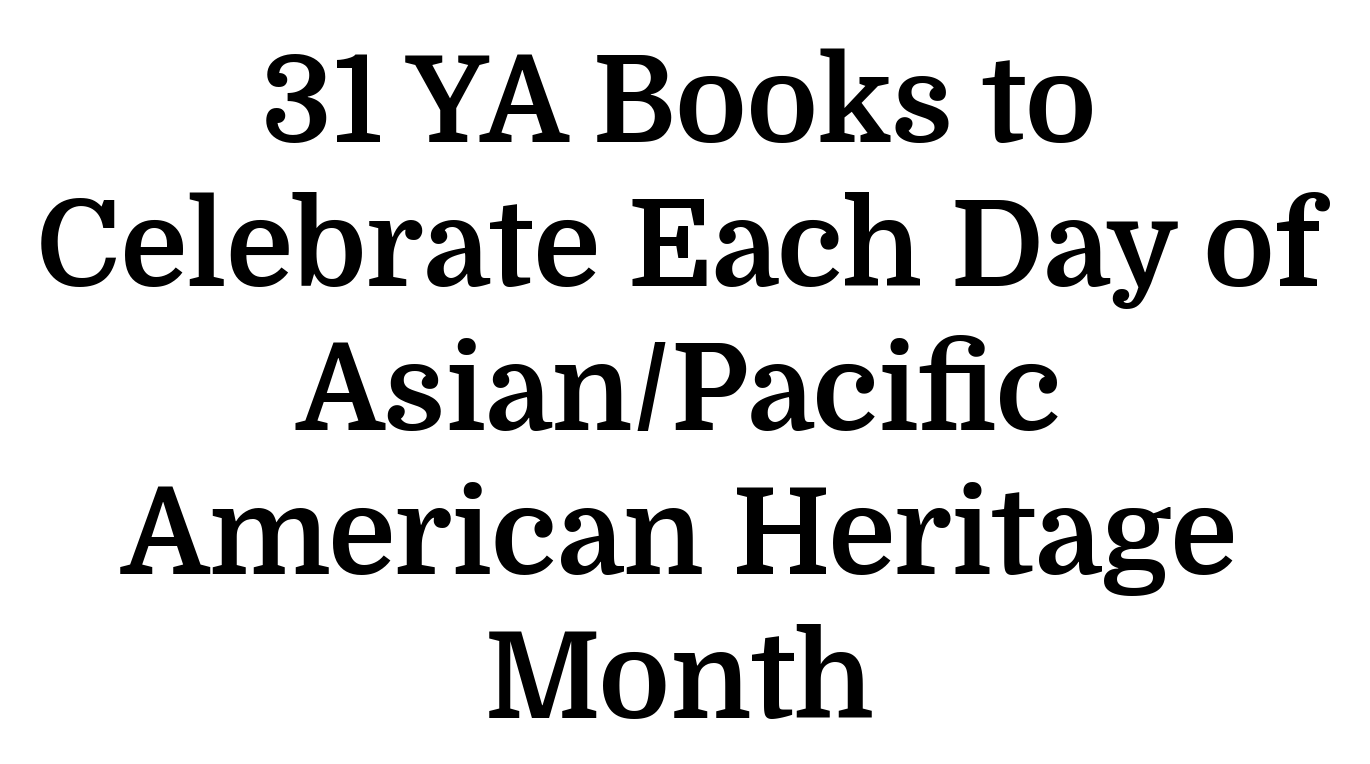 31 YA Books to
Celebrate Each Day of
Asian/Pacific
American Heritage
Month